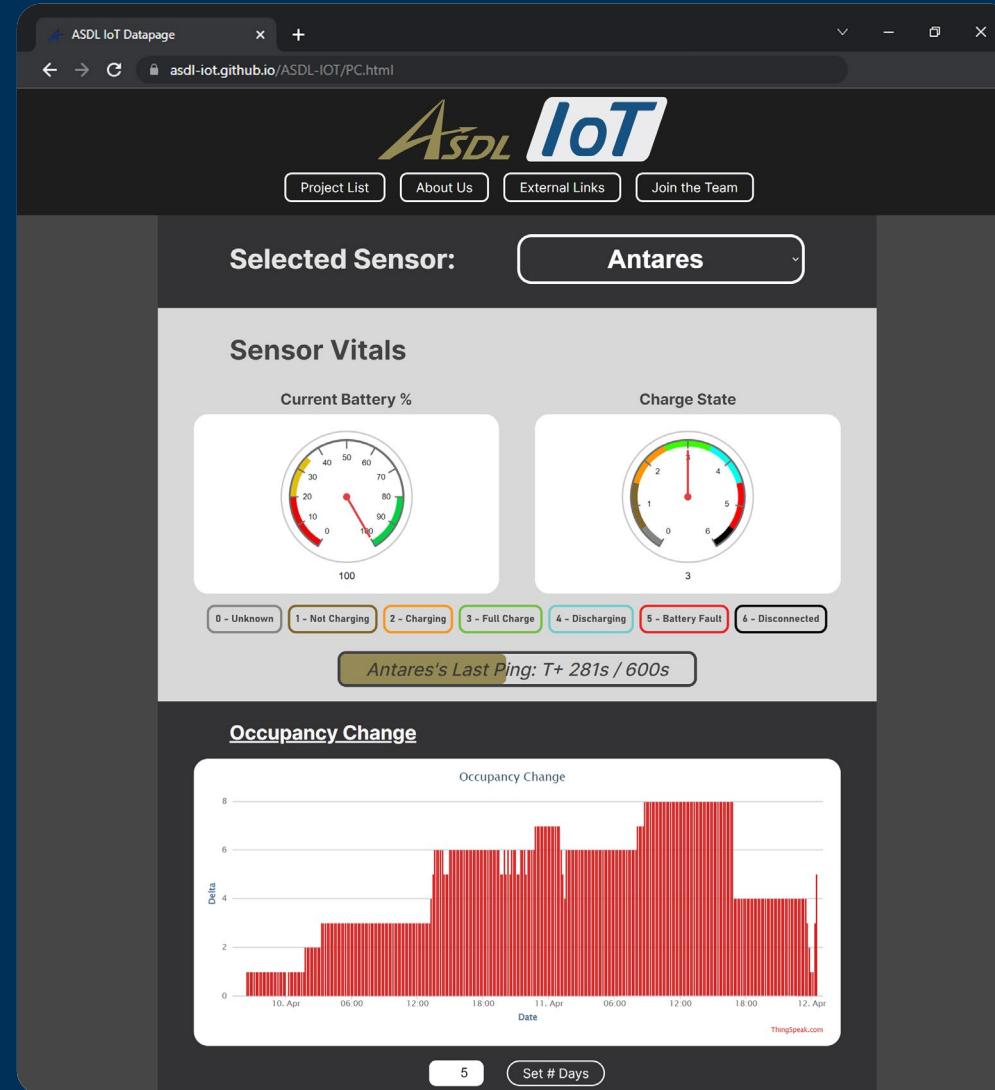 ASDL IoT Datapage
asdl-iot.github.io/ASDL-IOT/PC.html
ASDL IoT
Project List About Us External Links Join the Team
Selected Sensor: Antares
Sensor Vitals
Current Battery % Charge State
0 10 20 30 40 50 60 70 80 90 100
100
0 1 2 3 4 5 6
3
0 - Unknown 1 - Not Charging 2 - Charging 3 - Full Charge 4 - Discharging 5 - Battery Fault 6 - Disconnected
Antares's Last Ping: T+ 281s / 600s
Occupancy Change
Occupancy Change
8
6
4
2
0
Delta
10. Apr 06:00 12:00 18:00 11. Apr 06:00 12:00 18:00 12. Apr
Date
ThingSpeak.com
5 Set # Days